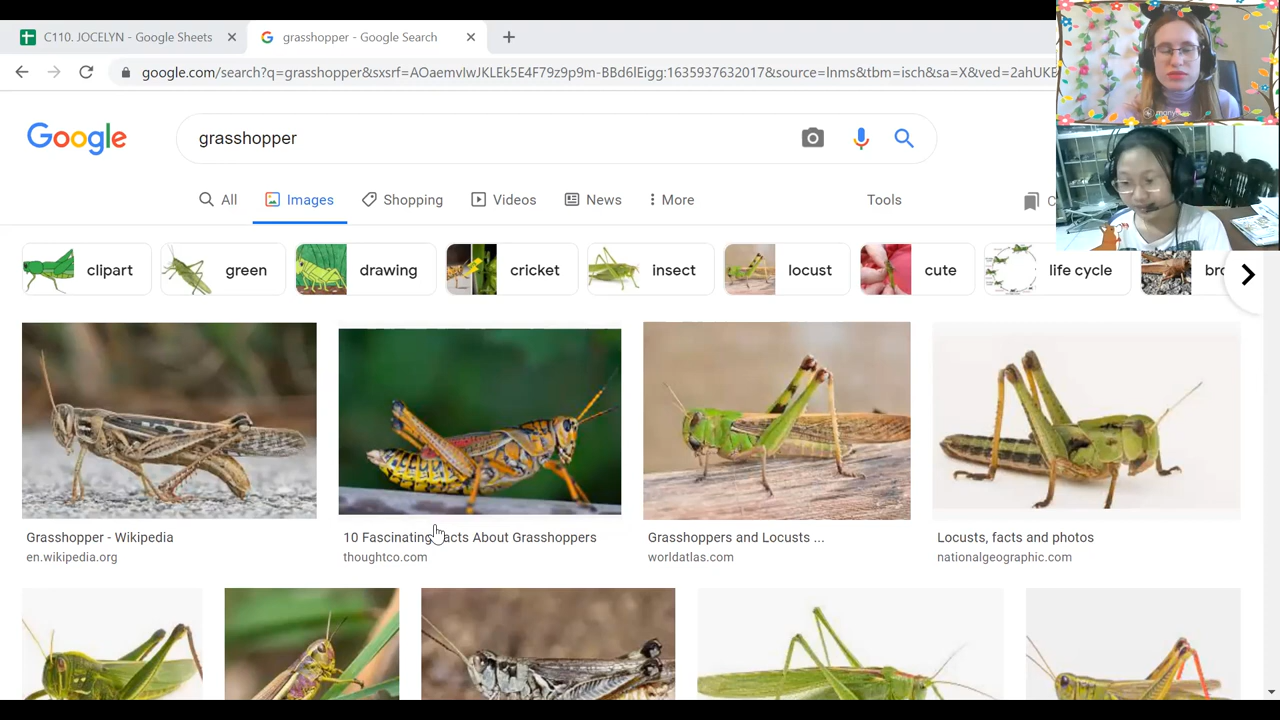 C110. JOCELYN - Google Sheets
grasshopper - Google Search
google.com/search?q=grasshopper&sxsrf=AOaemvIwJKLEk5E4F79z9p9m-BBd6lEigg:1635937632017&source=lnms&tbm=isch&sa=X&ved=2ahUKE
Google
grasshopper
All
Images
Shopping
Videos
News
More
Tools
C
clipart
green
drawing
cricket
insect
locust
cute
life cycle
bro
Grasshopper - Wikipedia
en.wikipedia.org
10 Fascinating Facts About Grasshoppers
thoughtco.com
Grasshoppers and Locusts ...
worldatlas.com
Locusts, facts and photos
nationalgeographic.com